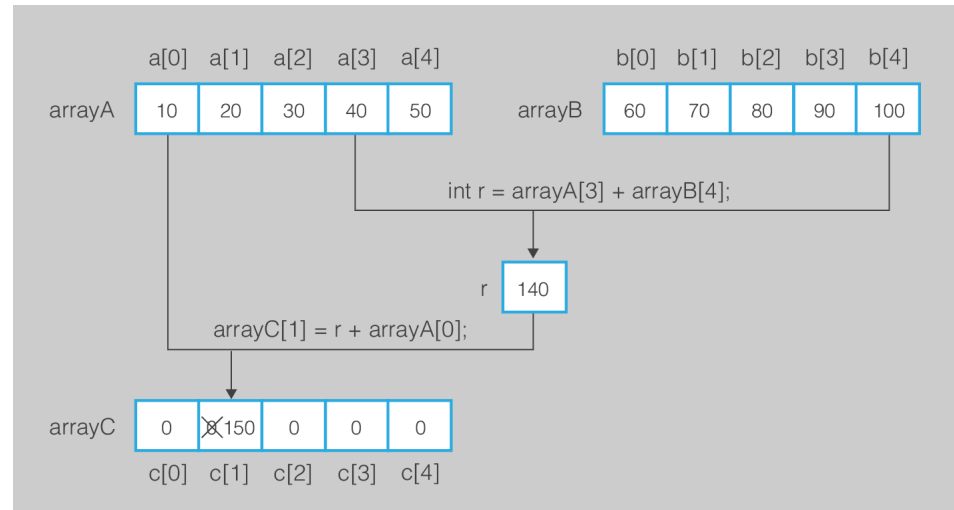 a[0] a[1] a[2] a[3] a[4] b[0] b[1] b[2] b[3] b[4]
arrayA 10 20 30 40 50 arrayB 60 70 80 90 100
int r = arrayA[3] + arrayB[4];
r 140
arrayC[1] = r + arrayA[0];
arrayC 0 0 150 0 0 0
c[0] c[1] c[2] c[3] c[4]